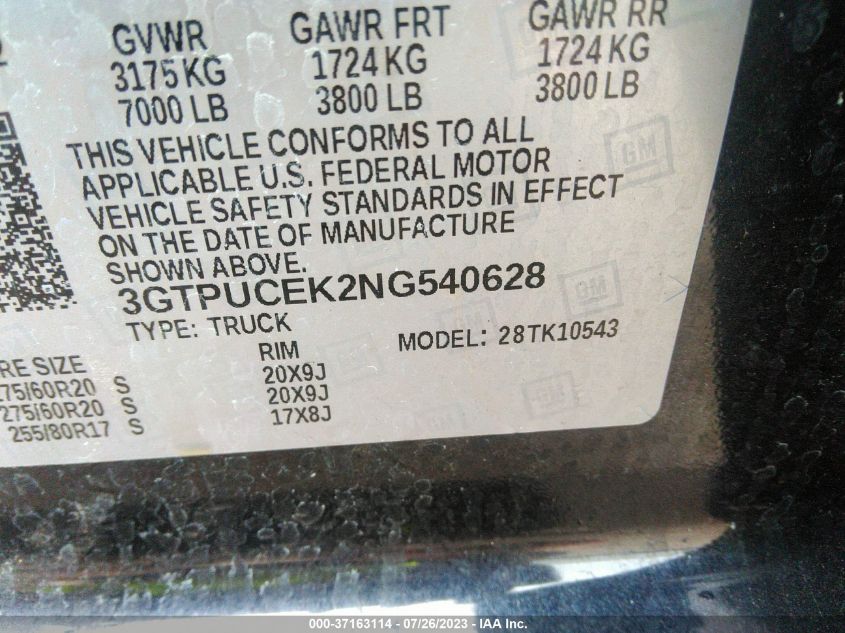 GVWR GAWR FRT GAWR RR
3175 KG 1724 KG 1724 KG
7000 LB 3800 LB 3800 LB
THIS VEHICLE CONFORMS TO ALL
APPLICABLE U.S. FEDERAL MOTOR
VEHICLE SAFETY STANDARDS IN EFFECT
ON THE DATE OF MANUFACTURE
SHOWN ABOVE.
3GTPUCEK2NG540628
TYPE: TRUCK MODEL: 28TK10543
RE SIZE RIM
75/60R20 S 20X9J
275/60R20 S 20X9J
255/80R17 S 17X8J
GM
GM
GM
000-37163114 - 07/26/2023 - IAA Inc.